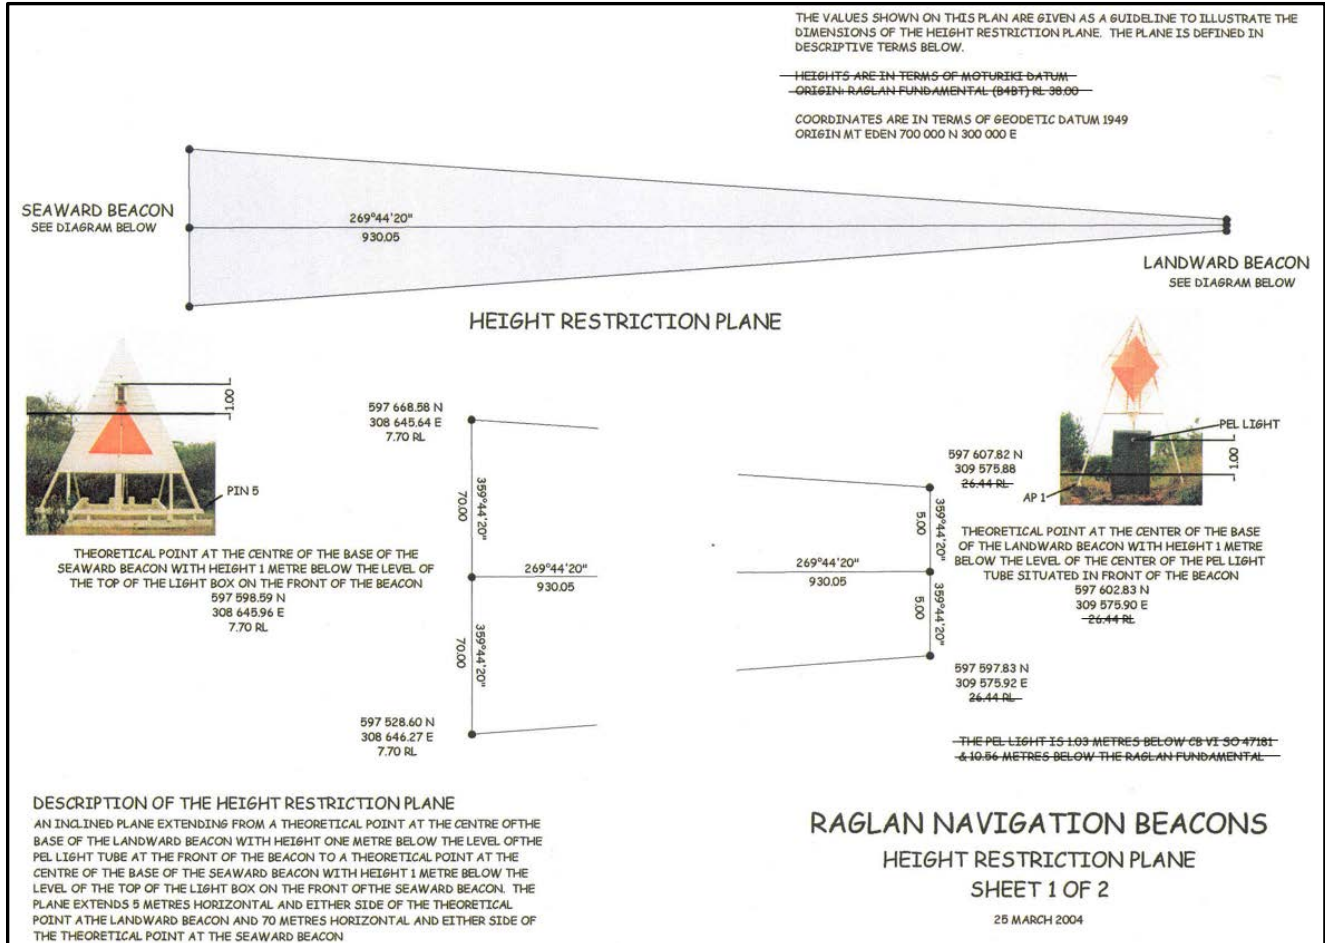 THE VALUES SHOWN ON THIS PLAN ARE GIVEN AS A GUIDELINE TO ILLUSTRATE THE
DIMENSIONS OF THE HEIGHT RESTRICTION PLANE. THE PLANE IS DEFINED IN
DESCRIPTIVE TERMS BELOW.
HEIGHTS ARE IN TERMS OF MOTURIKI DATUM
ORIGIN: RAGLAN FUNDAMENTAL (B4BT) RL 38.00
COORDINATES ARE IN TERMS OF GEODETIC DATUM 1949
ORIGIN MT EDEN 700 000 N 300 000 E
SEAWARD BEACON
SEE DIAGRAM BELOW
269°44'20"
930.05
LANDWARD BEACON
SEE DIAGRAM BELOW
HEIGHT RESTRICTION PLANE
1.00
PIN 5
THEORETICAL POINT AT THE CENTRE OF THE BASE OF THE
SEAWARD BEACON WITH HEIGHT 1 METRE BELOW THE LEVEL OF
THE TOP OF THE LIGHT BOX ON THE FRONT OF THE BEACON
597 598.59 N
308 645.96 E
7.70 RL
597 668.58 N
308 645.64 E
7.70 RL
359°44'20"
70.00
269°44'20"
930.05
359°44'20"
70.00
597 528.60 N
308 646.27 E
7.70 RL
597 607.82 N
309 575.88
26.44 RL
359°44'20"
5.00
269°44'20"
930.05
359°44'20"
5.00
597 597.83 N
309 575.92 E
26.44 RL
PEL LIGHT
1.00
AP 1
THEORETICAL POINT AT THE CENTER OF THE BASE
OF THE LANDWARD BEACON WITH HEIGHT 1 METRE
BELOW THE LEVEL OF THE CENTER OF THE PEL LIGHT
TUBE SITUATED IN FRONT OF THE BEACON
597 602.83 N
309 575.90 E
26.44 RL
THE PEL LIGHT IS 1.03 METRES BELOW CB VI SO 47181
& 10.56 METRES BELOW THE RAGLAN FUNDAMENTAL
DESCRIPTION OF THE HEIGHT RESTRICTION PLANE
AN INCLINED PLANE EXTENDING FROM A THEORETICAL POINT AT THE CENTRE OFTHE
BASE OF THE LANDWARD BEACON WITH HEIGHT ONE METRE BELOW THE LEVEL OFTHE
PEL LIGHT TUBE AT THE FRONT OF THE BEACON TO A THEORETICAL POINT AT THE
CENTRE OF THE BASE OF THE SEAWARD BEACON WITH HEIGHT 1 METRE BELOW THE
LEVEL OF THE TOP OF THE LIGHT BOX ON THE FRONT OFTHE SEAWARD BEACON. THE
PLANE EXTENDS 5 METRES HORIZONTAL AND EITHER SIDE OF THE THEORETICAL
POINT ATHE LANDWARD BEACON AND 70 METRES HORIZONTAL AND EITHER SIDE OF
THE THEORETICAL POINT AT THE SEAWARD BEACON
RAGLAN NAVIGATION BEACONS
HEIGHT RESTRICTION PLANE
SHEET 1 OF 2
25 MARCH 2004